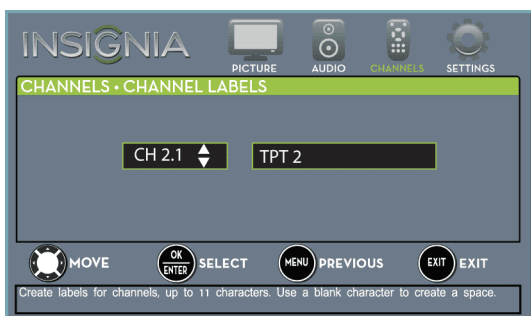 INSIGNIA
PICTURE AUDIO CHANNELS SETTINGS
CHANNELS • CHANNEL LABELS
CH 2.1 TPT 2
MOVE OK ENTER SELECT MENU PREVIOUS EXIT EXIT
Create labels for channels, up to 11 characters. Use a blank character to create a space.